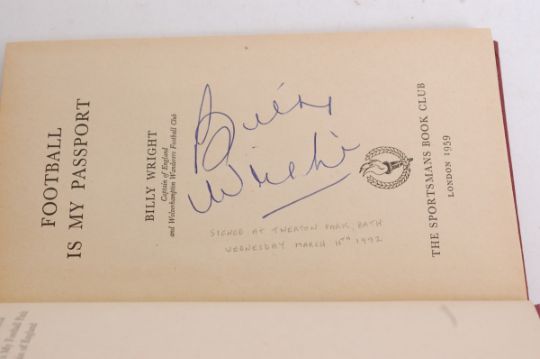 FOOTBALL
IS MY PASSPORT
BILLY WRIGHT
Captain of England
and Wolverhampton Wanderers Football Club
Billy
Wright
SIGNED AT TWERTON PARK, BATH
WEDNESDAY MARCH 11TH 1992
THE SPORTSMANS BOOK CLUB
LONDON 1959